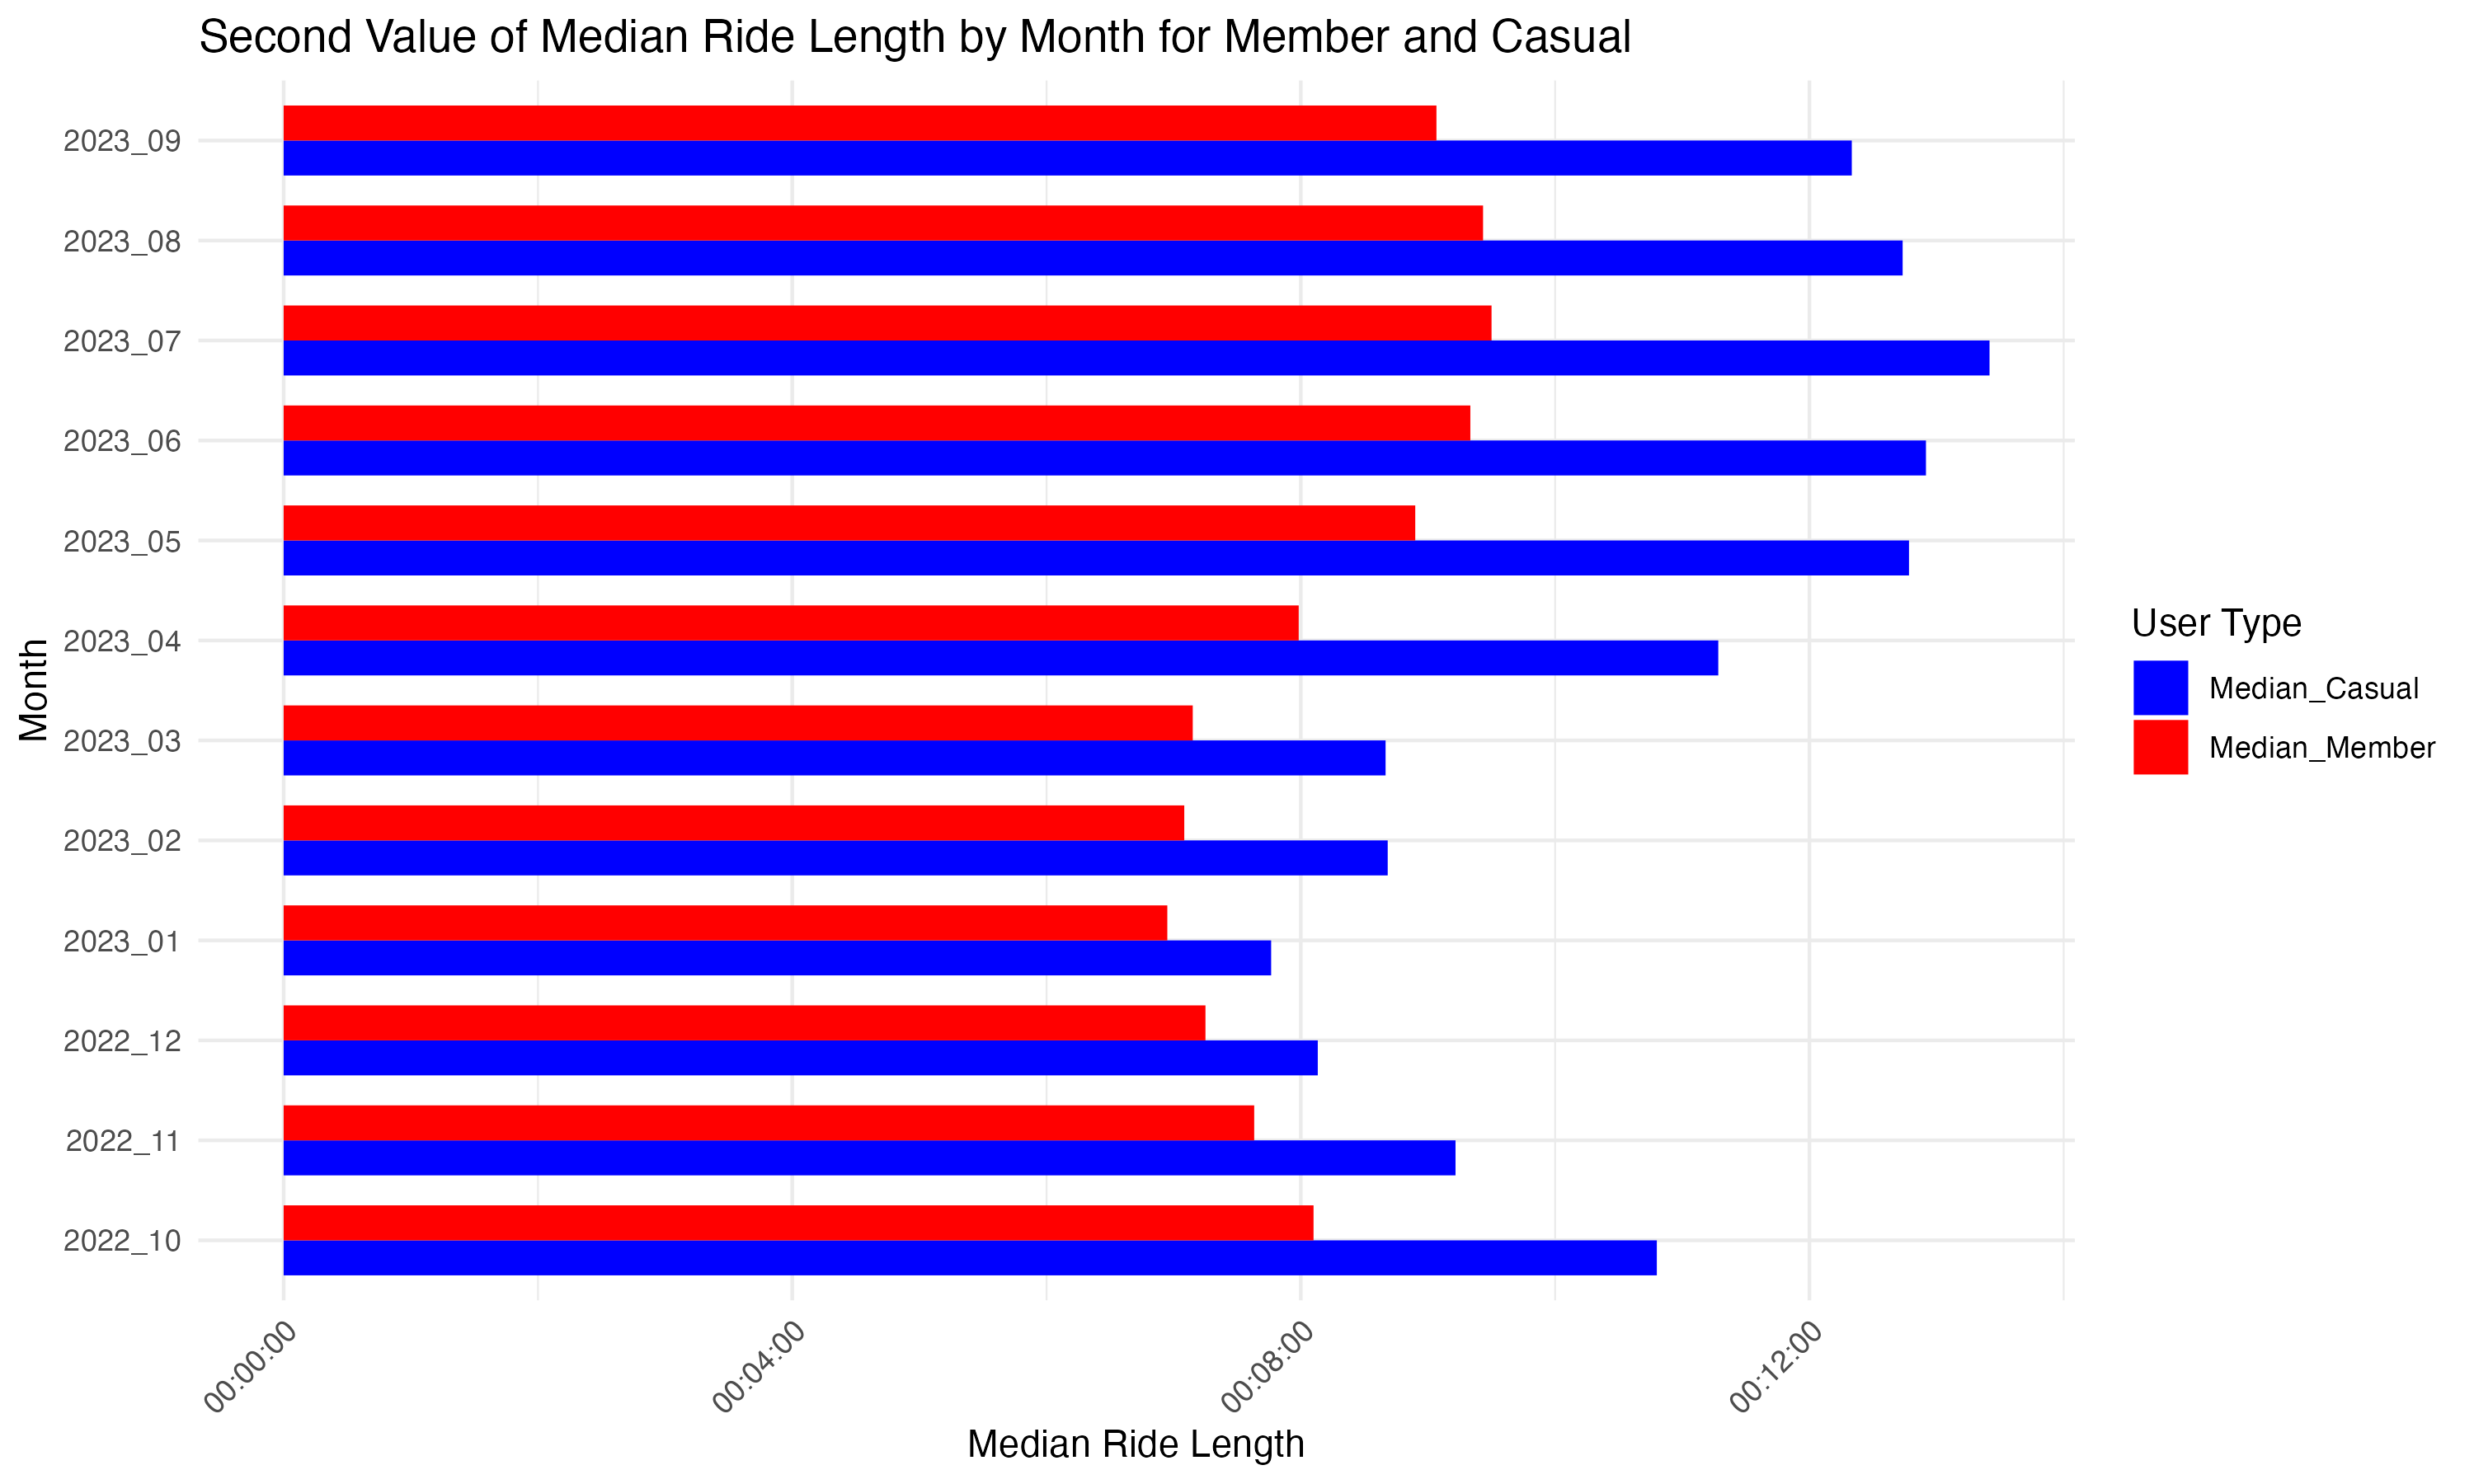 Second Value of Median Ride Length by Month for Member and Casual
2023_09
2023_08
2023_07
2023_06
2023_05
2023_04
2023_03
2023_02
2023_01
2022_12
2022_11
2022_10
Month
00:00:00
00:04:00
00:08:00
00:12:00
Median Ride Length
User Type
Median_Casual
Median_Member